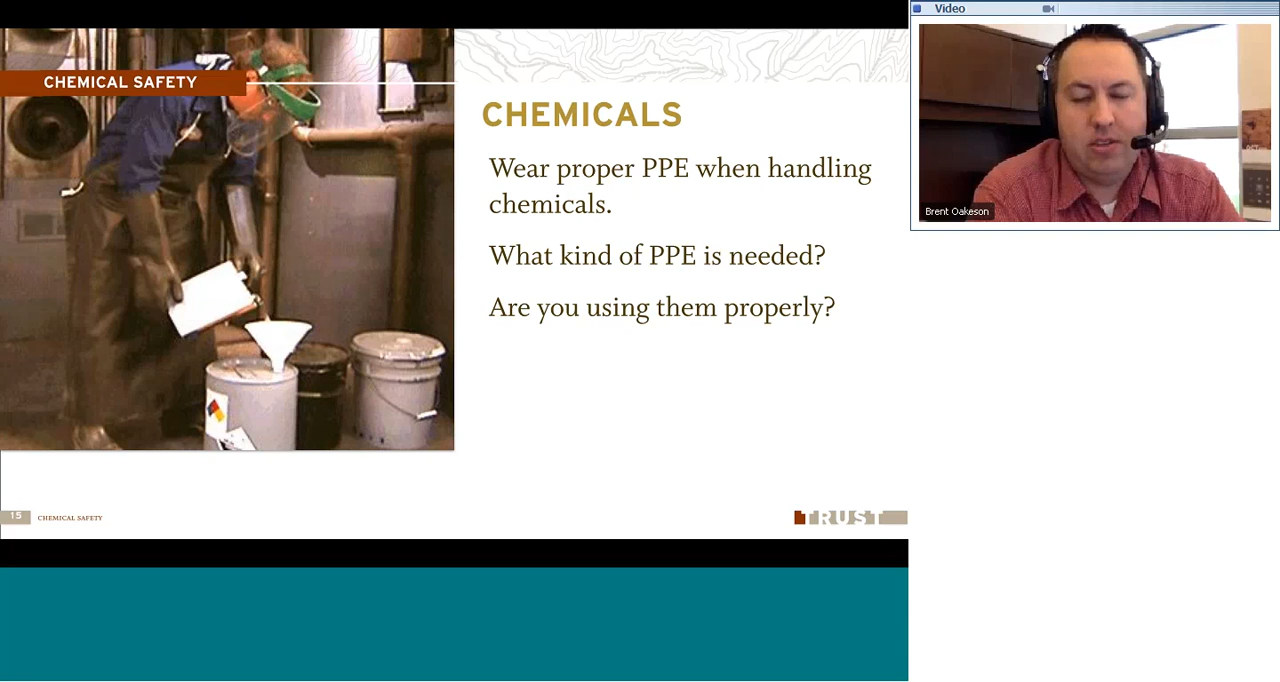 Video
CHEMICAL SAFETY
CHEMICALS
Wear proper PPE when handling
chemicals.
What kind of PPE is needed?
Are you using them properly?
Brent Oakeson
15
CHEMICAL SAFETY
TRUST